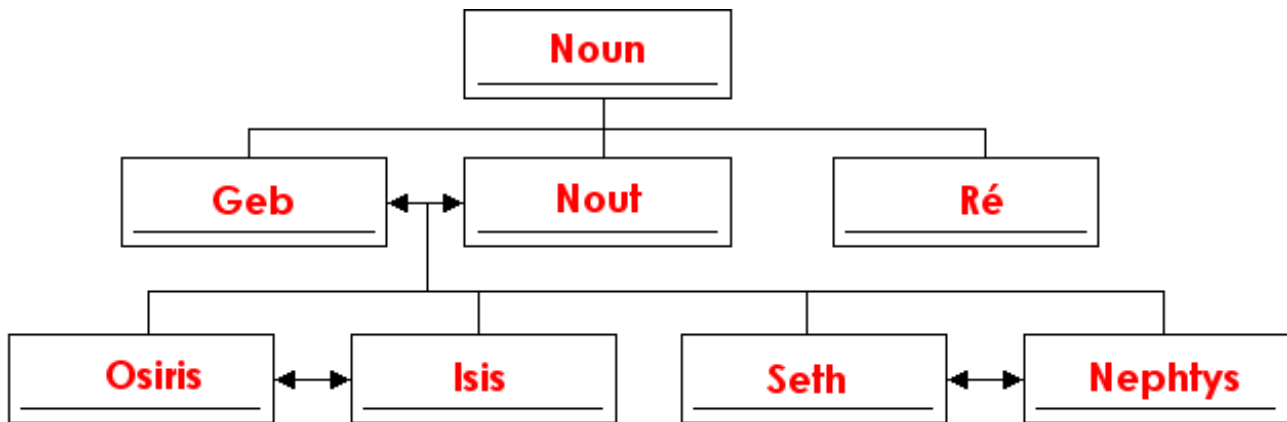 Noun
Geb
Nout
Ré
Osiris
Isis
Seth
Nephtys